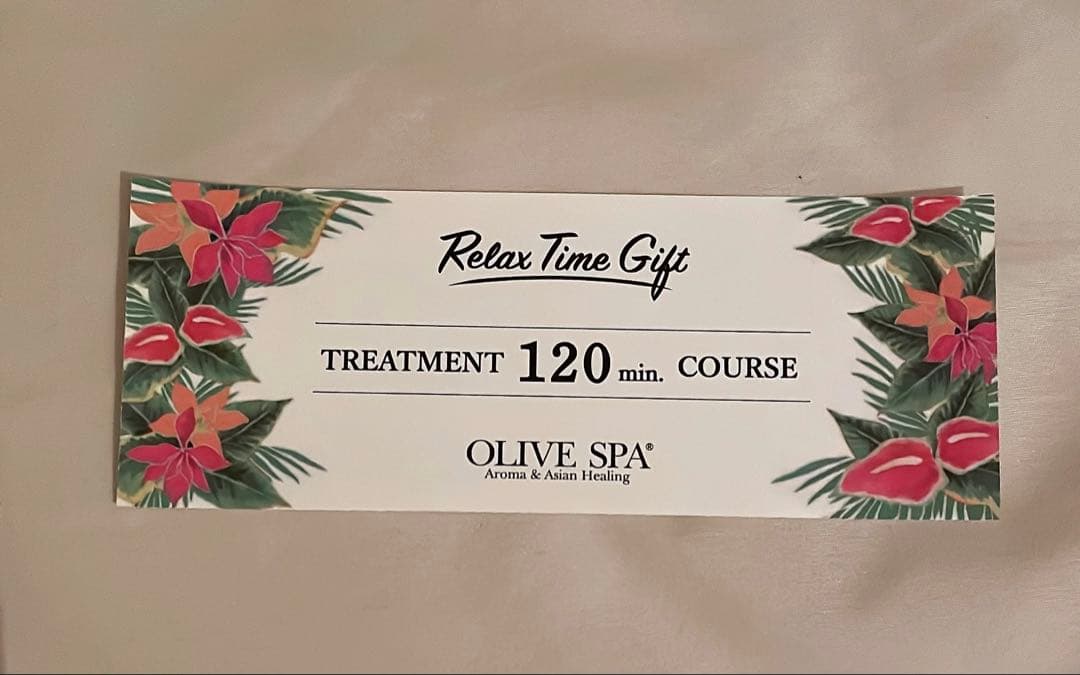 Relax Time Gift
TREATMENT 120 min. COURSE
OLIVE SPA®
Aroma & Asian Healing